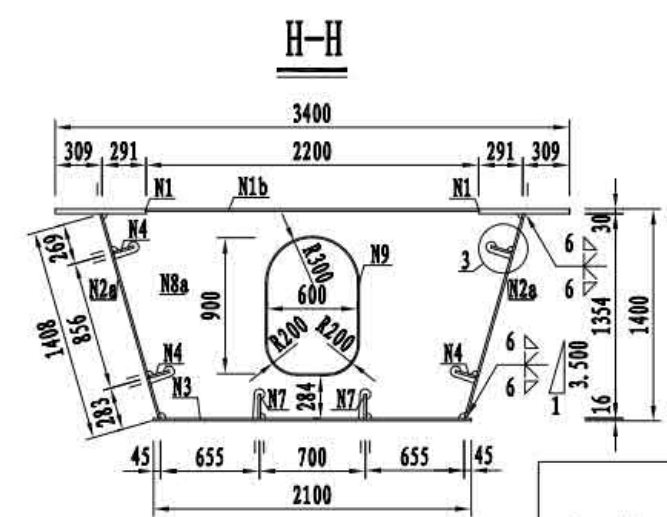 H-H
3400
309 291 2200 291 309
N1 N1b N1
N4
269
R300
N9
6
30
3
6
N2a
N8a
900
600
N2a
1408
856
R200 R200
1354
1400
N4
N4
6
3.500
6
1
283
N3
N7
284
N7
16
45 655 700 655 45
2100